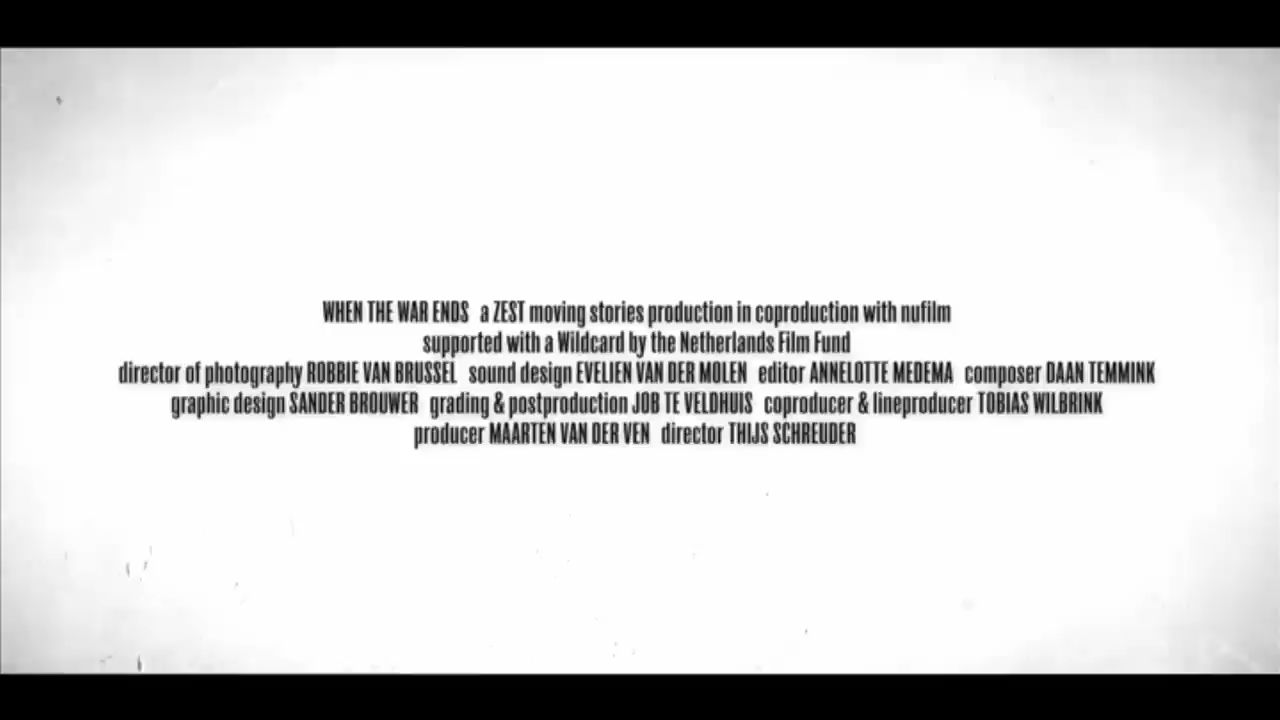 WHEN THE WAR ENDS a ZEST moving stories production in coproduction with nufilm
supported with a Wildcard by the Netherlands Film Fund
director of photography ROBBIE VAN BRUSSEL sound design EVELIEN VAN DER MOLEN editor ANNELOTTE MEDEMA composer DAAN TEMMINK
graphic design SANDER BROUWER grading & postproduction JOB TE VELDHUIS coproducer & lineproducer TOBIAS WILBRINK
producer MAARTEN VAN DER VEN director THIJS SCHREUDER